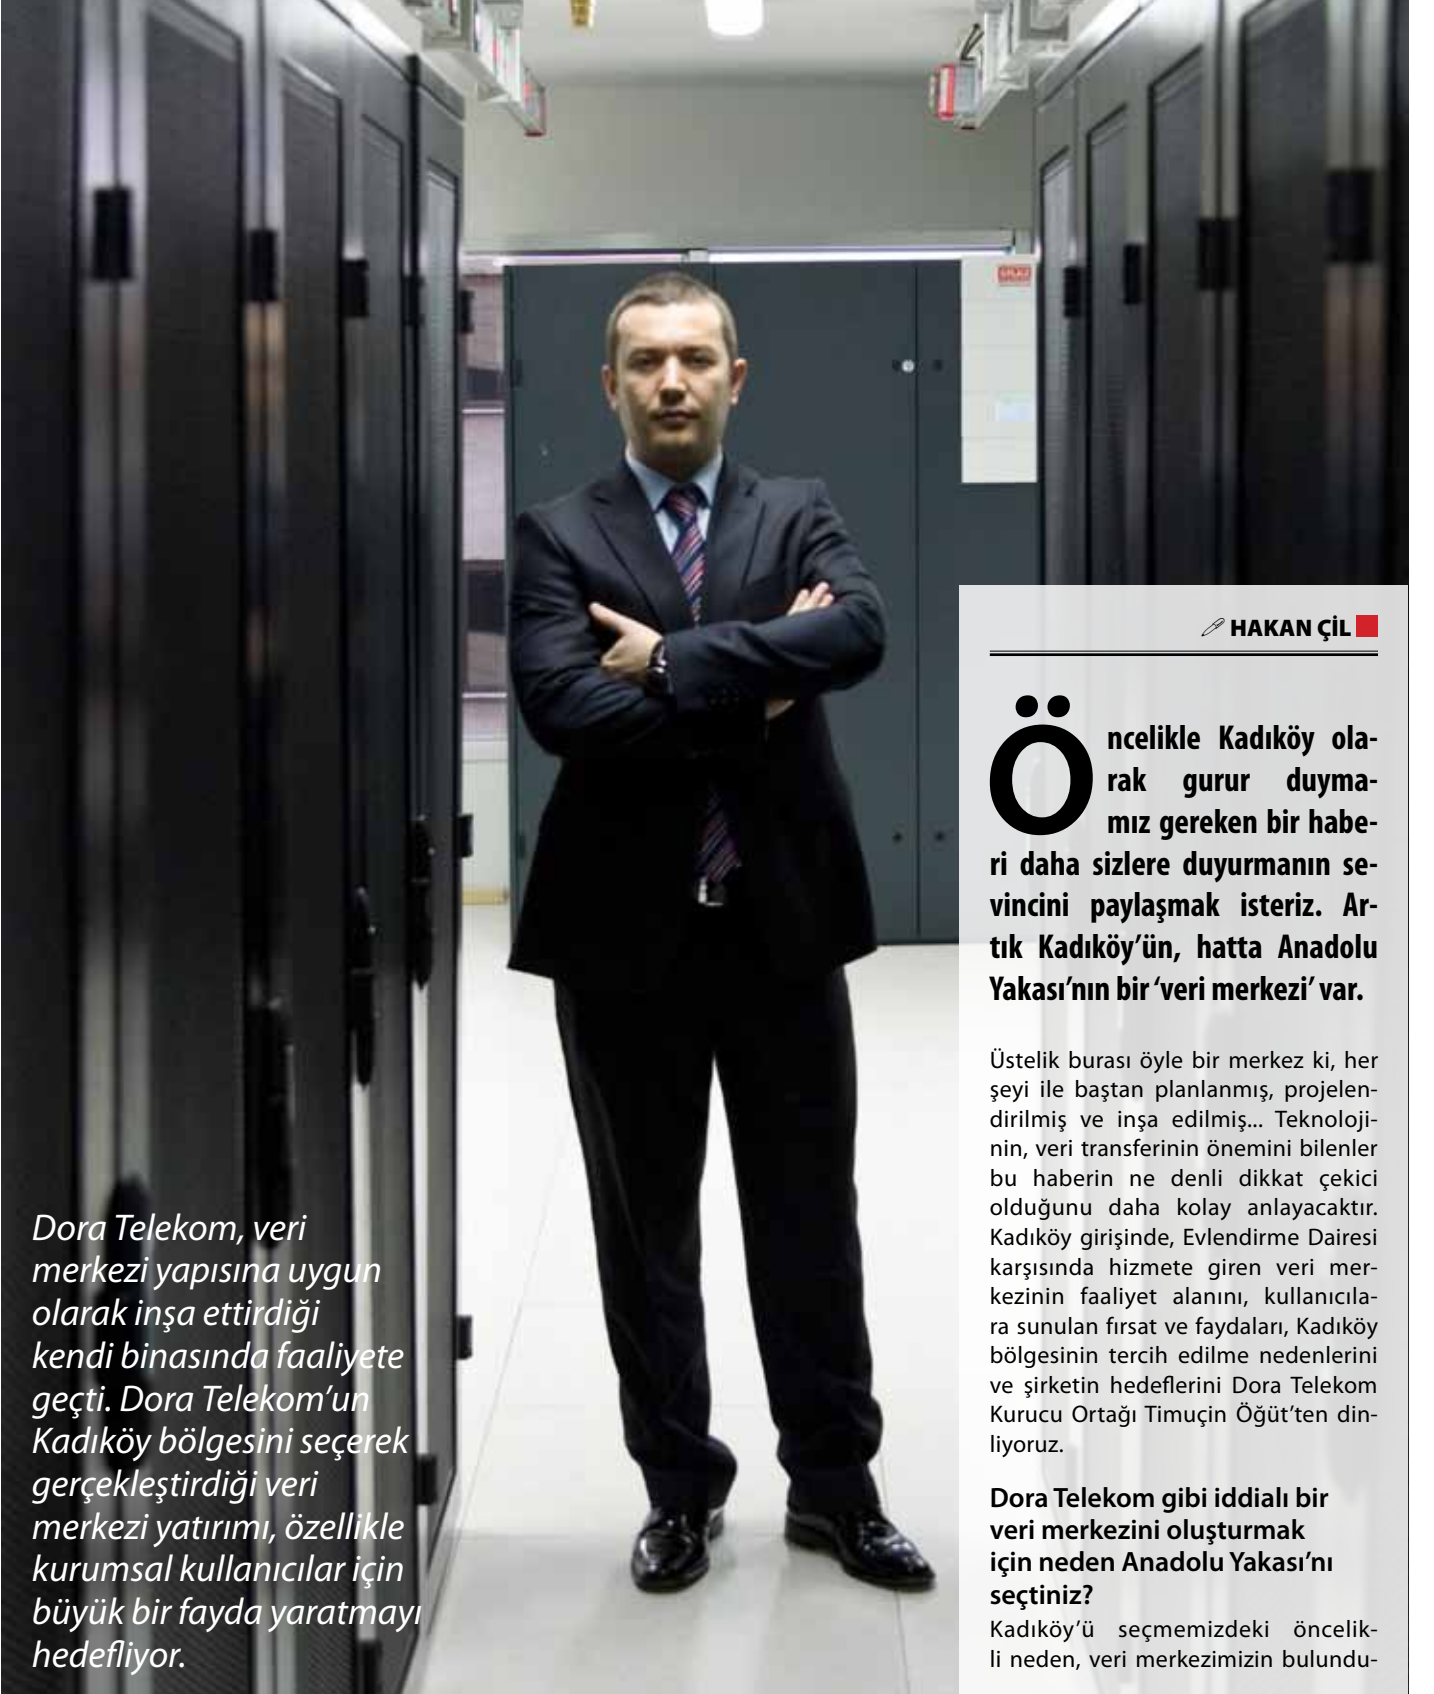 HAKAN ÇİL
Öncelikle Kadıköy ola-
rak gurur duyma-
mız gereken bir habe-
ri daha sizlere duyurmanın se-
vincini paylaşmak isteriz. Ar-
tık Kadıköy’ün, hatta Anadolu
Yakası’nın bir ‘veri merkezi’ var.
Üstelik burası öyle bir merkez ki, her
şeyi ile baştan planlanmış, projelen-
dirilmiş ve inşa edilmiş... Teknoloji-
nin, veri transferinin önemini bilenler
bu haberin ne denli dikkat çekici
olduğunu daha kolay anlayacaktır.
Kadıköy girişinde, Evlendirme Dairesi
karşısında hizmete giren veri mer-
kezinin faaliyet alanını, kullanıcıla-
ra sunulan fırsat ve faydaları, Kadıköy
bölgesinin tercih edilme nedenlerini
ve şirketin hedeflerini Dora Telekom
Kurucu Ortağı Timuçin Öğüt’ten din-
liyoruz.
Dora Telekom gibi iddialı bir
veri merkezini oluşturmak
için neden Anadolu Yakası’nı
seçtiniz?
Kadıköy’ü seçmemizdeki öncelik-
li neden, veri merkezimizin bulundu-
Dora Telekom, veri
merkezi yapısına uygun
olarak inşa ettirdiği
kendi binasında faaliyete
geçti. Dora Telekom’un
Kadıköy bölgesini seçerek
gerçekleştirdiği veri
merkezi yatırımı, özellikle
kurumsal kullanıcılar için
büyük bir fayda yaratmayı
hedefliyor.